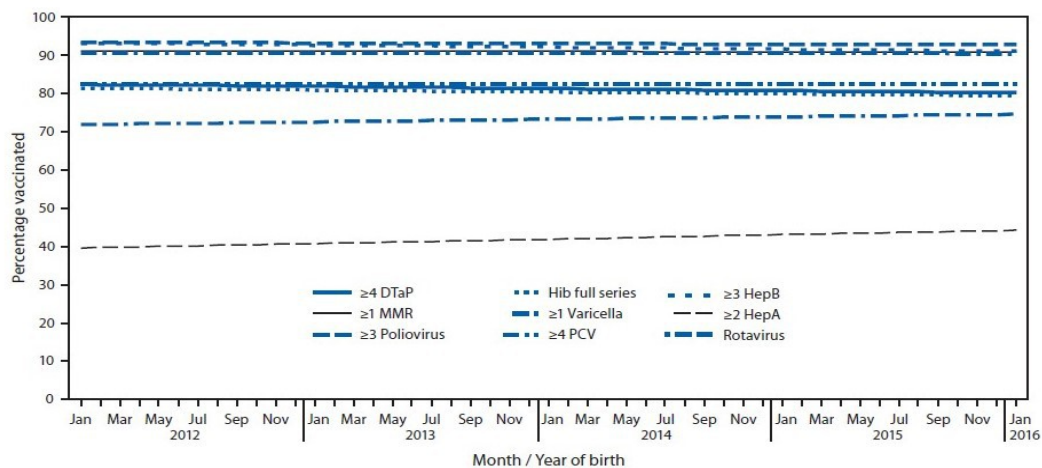 Percentage vaccinated
100
90
80
70
60
50
40
30
20
10
0
≥4 DTaP Hib full series ≥3 HepB
≥1 MMR ≥1 Varicella ≥2 HepA
≥3 Poliovirus ≥4 PCV Rotavirus
Jan Mar May Jul Sep Nov Jan Mar May Jul Sep Nov Jan Mar May Jul Sep Nov Jan Mar May Jul Sep Nov Jan
2012 2013 2014 2015 2016
Month / Year of birth